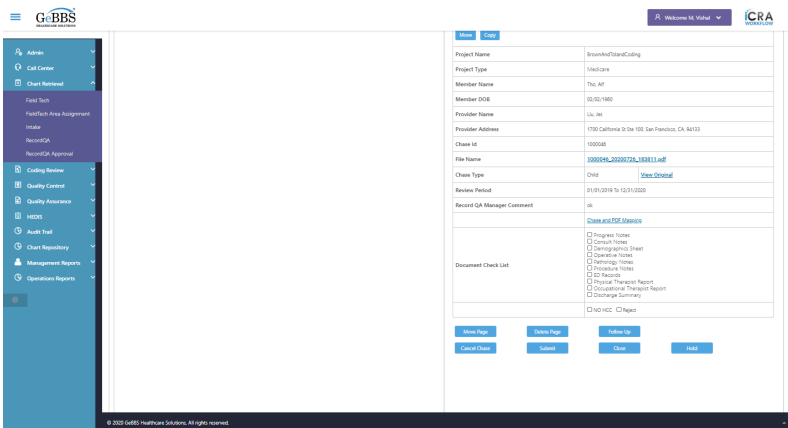 GeBBS
HEALTHCARE SOLUTIONS
Welcome M. Vishal
iCRA
WORKFLOW
Admin
Call Center
Chart Retrieval
Field Tech
FieldTech Area Assignment
Intake
RecordQA
RecordQA Approval
Coding Review
Quality Control
Quality Assurance
HEDIS
Audit Trail
Chart Repository
Management Reports
Operations Reports
Move Copy
Project Name BrownAndTolandCoding
Project Type Medicare
Member Name Tho, Alf
Member DOB 02/02/1960
Provider Name Liu, Jes
Provider Address 1700 California St Ste 100, San Francisco, CA, 94133
Chase Id 1000046
File Name 1000046_20200726_183811.pdf
Chase Type Child View Original
Review Period 01/01/2019 To 12/31/2020
Record QA Manager Comment ok
Chase and PDF Mapping
Document Check List
Progress Notes
Consult Notes
Demographics Sheet
Operative Notes
Pathology Notes
Procedure Notes
ED Records
Physical Therapist Report
Occupational Therapist Report
Discharge Summary
NO HCC Reject
Move Page Delete Page Follow Up
Cancel Chase Submit Close Hold
© 2020 GeBBS Healthcare Solutions, All rights reserved.